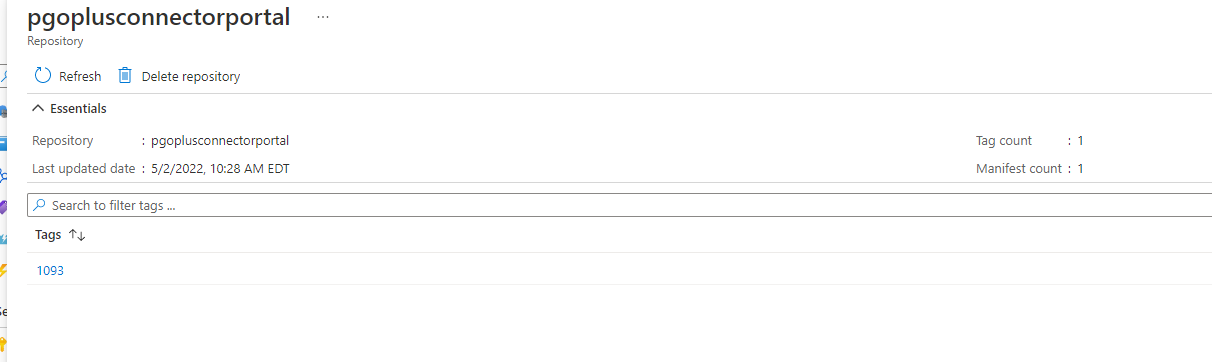 pgoplusconnectorportal ...
Repository
Refresh Delete repository
Essentials
Repository : pgoplusconnectorportal Tag count : 1
Last updated date : 5/2/2022, 10:28 AM EDT Manifest count : 1
Search to filter tags ...
Tags ↑↓
1093